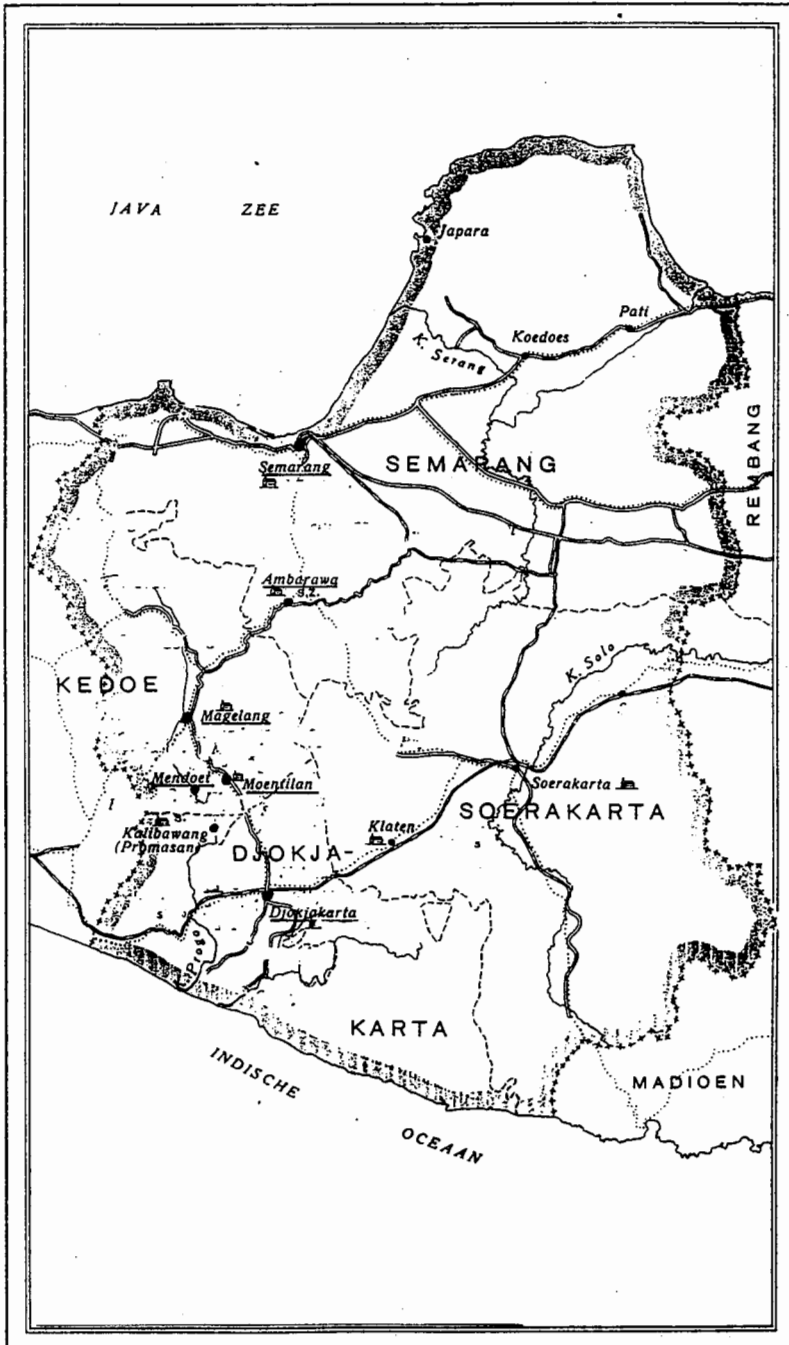 JAVA ZEE
Japara
Pati
Koedoes
K. Serang
REMBANG
Semarang
SEMARANG
Ambarawa
S.Z.
K. Solo
KEDOE
Magelang
Mendoet
Moentilan
Soerakarta
SOERAKARTA
Klaten
Kalibawang
(Promasan)
DJOKJA-
Djokjakarta
Progo
KARTA
INDISCHE
OCEAAN
MADIOEN